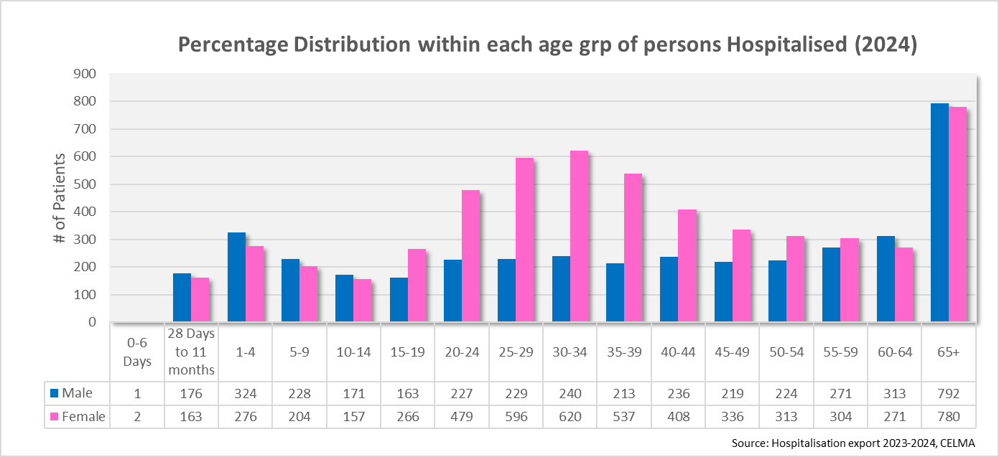 Percentage Distribution within each age grp of persons Hospitalised (2024)
# of Patients
900
800
700
600
500
400
300
200
100
0
0-6 Days 28 Days to 11 months 1-4 5-9 10-14 15-19 20-24 25-29 30-34 35-39 40-44 45-49 50-54 55-59 60-64 65+
Male 1 176 324 228 171 163 227 229 240 213 236 219 224 271 313 792
Female 2 163 276 204 157 266 479 596 620 537 408 336 313 304 271 780
Source: Hospitalisation export 2023-2024, CELMA